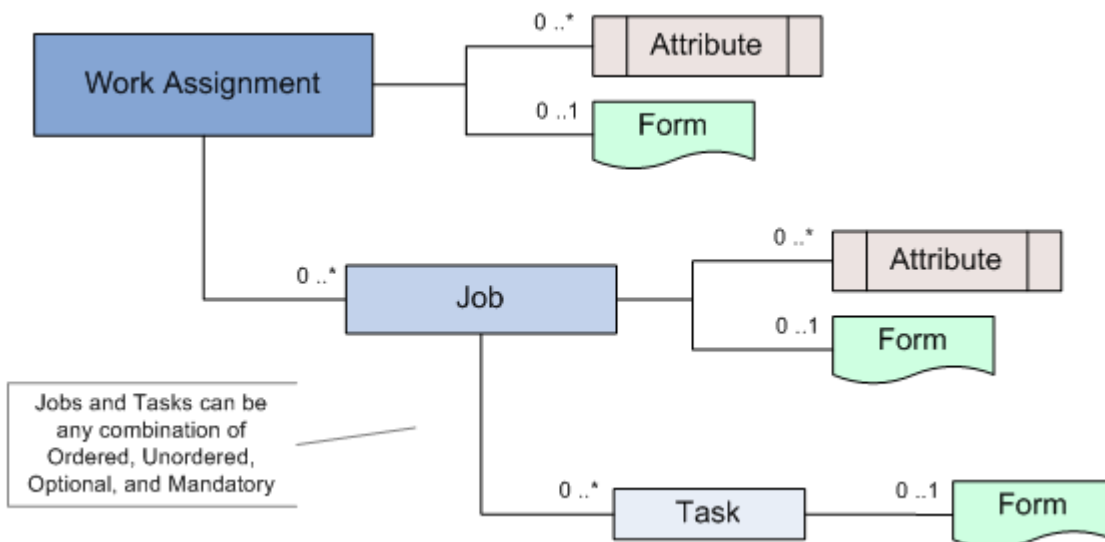 0 ..*
Attribute
Work Assignment
0 ..1
Form
0 ..*
Attribute
0 ..*
Job
0 ..1
Form
Jobs and Tasks can be
any combination of
Ordered, Unordered,
Optional, and Mandatory
0 ..*
Task
0 ..1
Form